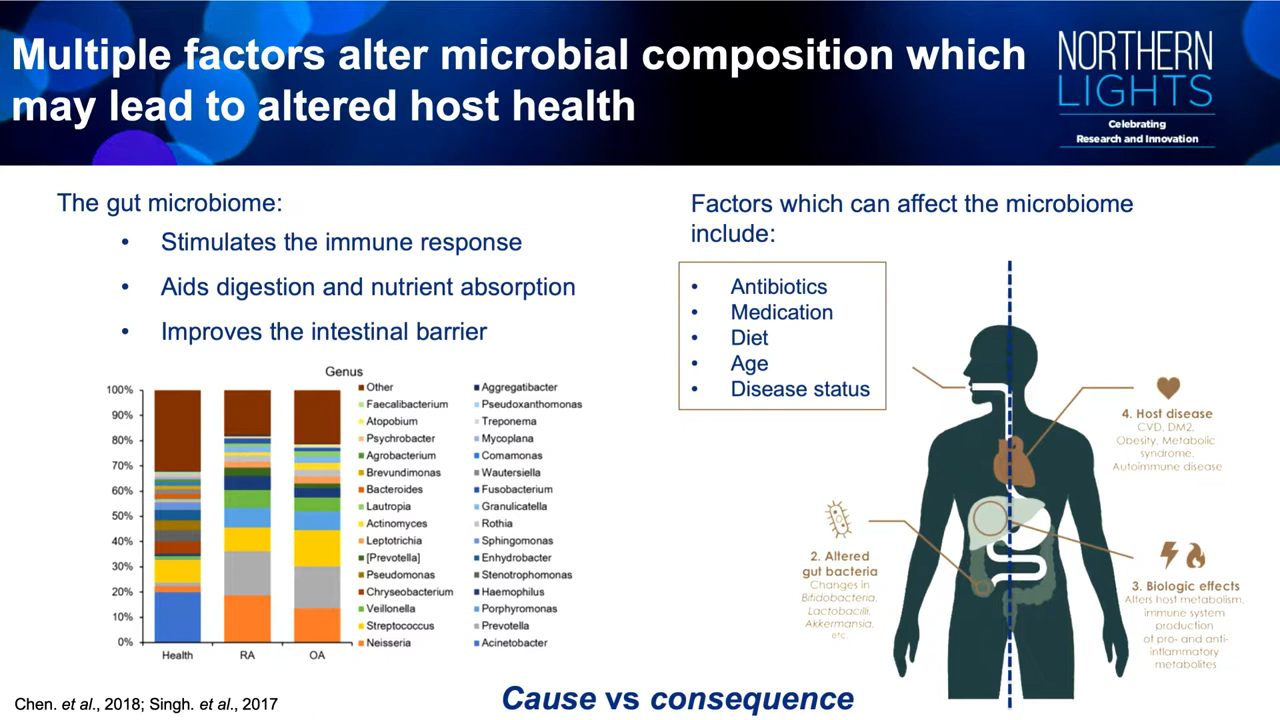 Multiple factors alter microbial composition which
may lead to altered host health
NORTHERN
LIGHTS
Celebrating
Research and Innovation
The gut microbiome:
• Stimulates the immune response
• Aids digestion and nutrient absorption
• Improves the intestinal barrier
Genus
100%
90%
80%
70%
60%
50%
40%
30%
20%
10%
0%
Health RA OA
Other Aggregatibacter
Faecalibacterium Pseudoxanthomonas
Atopobium Treponema
Psychrobacter Mycoplana
Agrobacterium Comamonas
Brevundimonas Wautersiella
Bacteroides Fusobacterium
Lautropia Granulicatella
Actinomyces Rothia
Leptotrichia Sphingomonas
[Prevotella] Enhydrobacter
Pseudomonas Stenotrophomonas
Chryseobacterium Haemophilus
Veillonella Porphyromonas
Streptococcus Prevotella
Neisseria Acinetobacter
Factors which can affect the microbiome
include:
• Antibiotics
• Medication
• Diet
• Age
• Disease status
4. Host disease
CVD, DM2,
Obesity, Metabolic
syndrome,
Autoimmune disease
2. Altered
gut bacteria
Changes in
Bifidobacteria,
Lactobacilli,
Akkermansia,
etc.
3. Biologic effects
Alters host metabolism,
immune system
production
of pro- and anti-
inflammatory
metabolites
Chen. et al., 2018; Singh. et al., 2017
Cause vs consequence